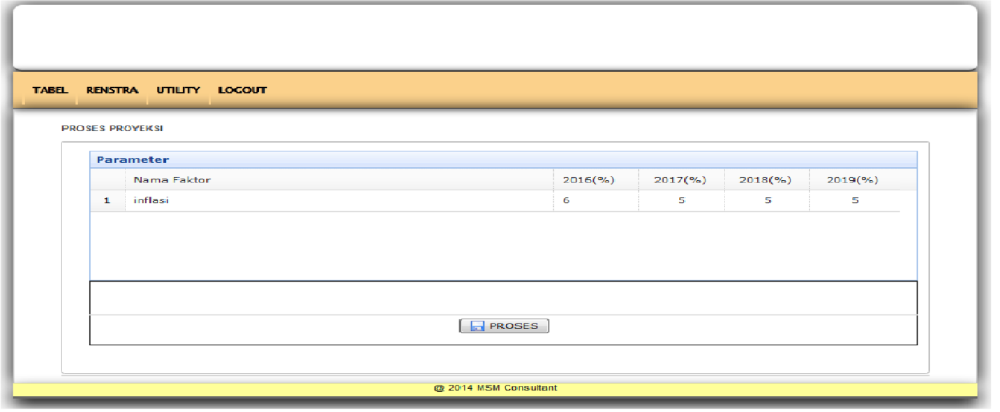 TABEL RENSTRA UTILITY LOGOUT
PROSES PROYEKSI
Parameter
Nama Faktor 2016(%) 2017(%) 2018(%) 2019(%)
1 inflasi 6 5 5 5
PROSES
@ 2014 MSM Consultant